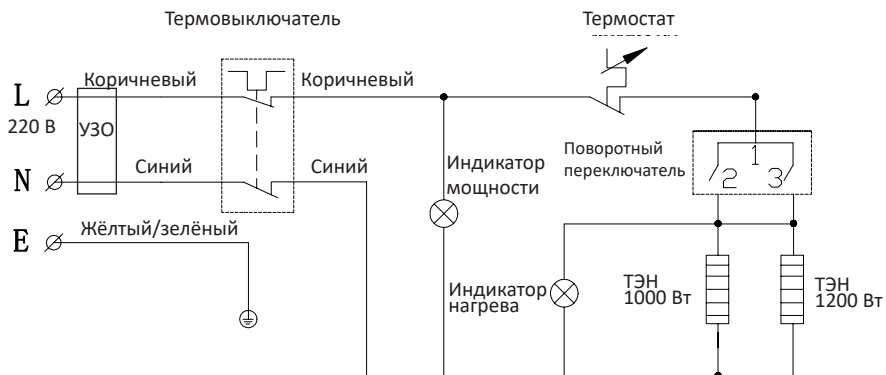 Термовыключатель
Термостат
Коричневый
Коричневый
L
220 В
УЗО
Поворотный
переключатель
1
2
3
Синий
Синий
N
Индикатор
мощности
Жёлтый/зелёный
E
Индикатор
нагрева
ТЭН
1000 Вт
ТЭН
1200 Вт